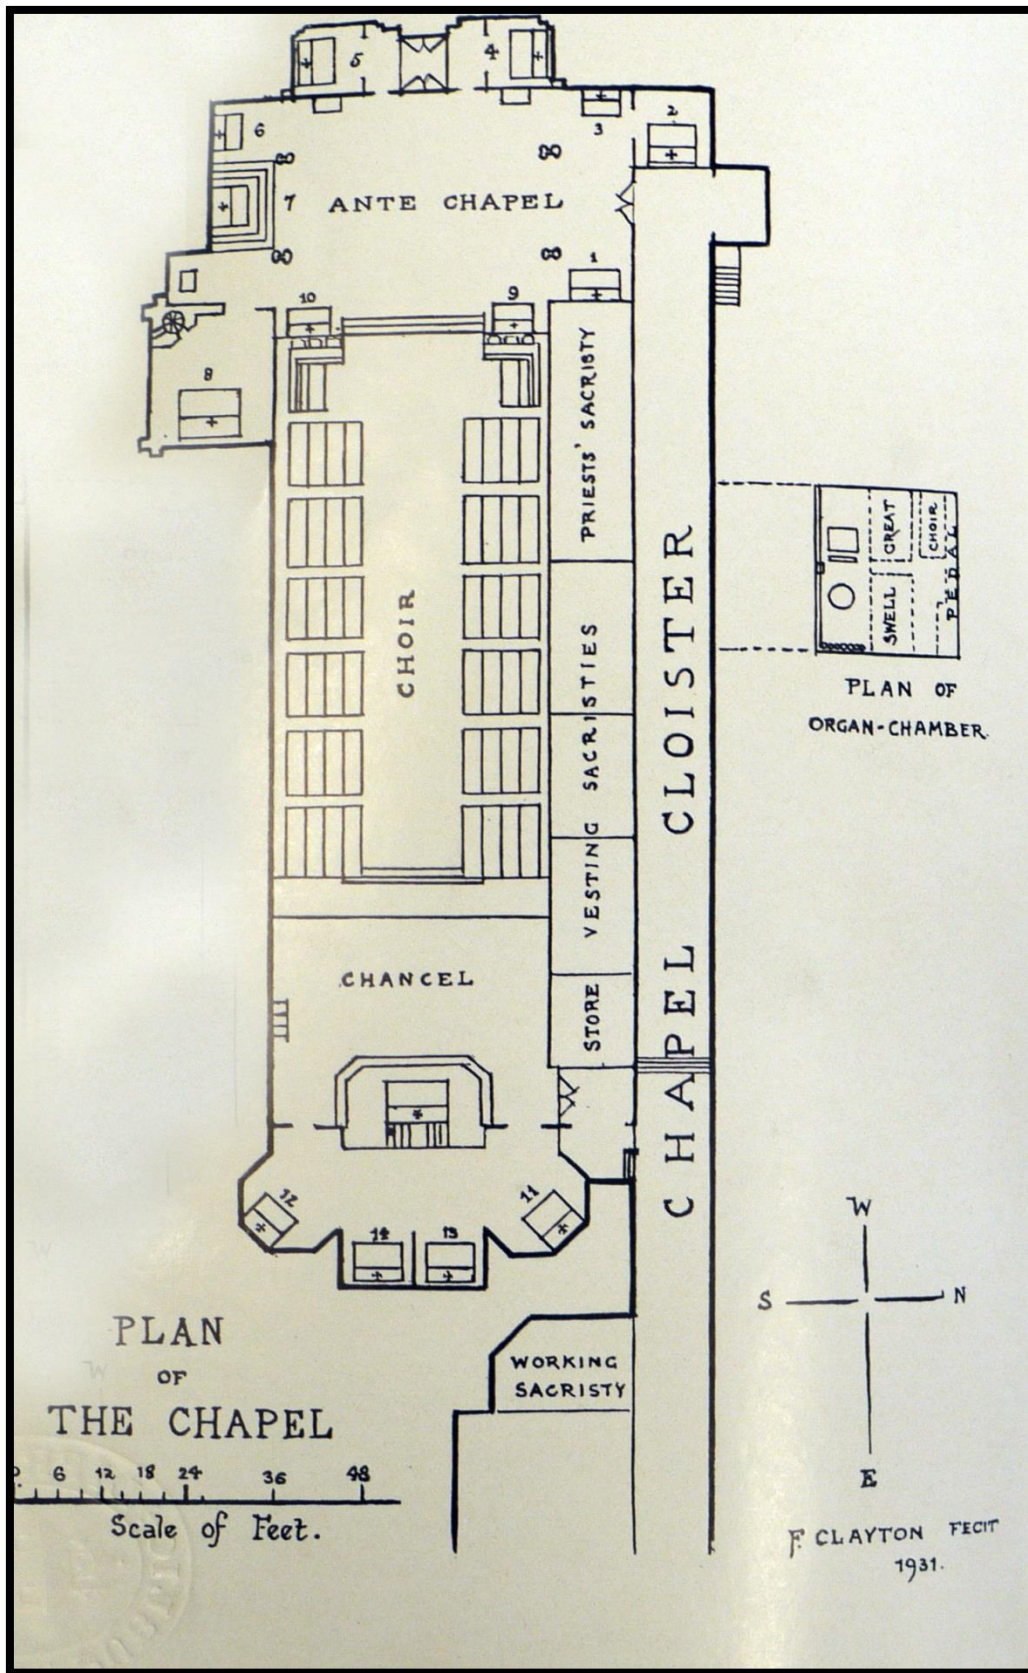 5
4
6
3
2
7
ANTE CHAPEL
1
10
9
8
PRIESTS' SACRISTY
CHOIR
VESTING SACRISTIES
STORE
CHAPEL CLOISTER
GREAT
CHOIR
SWELL
PEDAL
PLAN OF
ORGAN-CHAMBER.
CHANCEL
12
11
14
13
W
S
N
E
PLAN
OF
THE CHAPEL
WORKING
SACRISTY
0 6 12 18 24 36 48
Scale of Feet.
F. CLAYTON FECIT
1931.